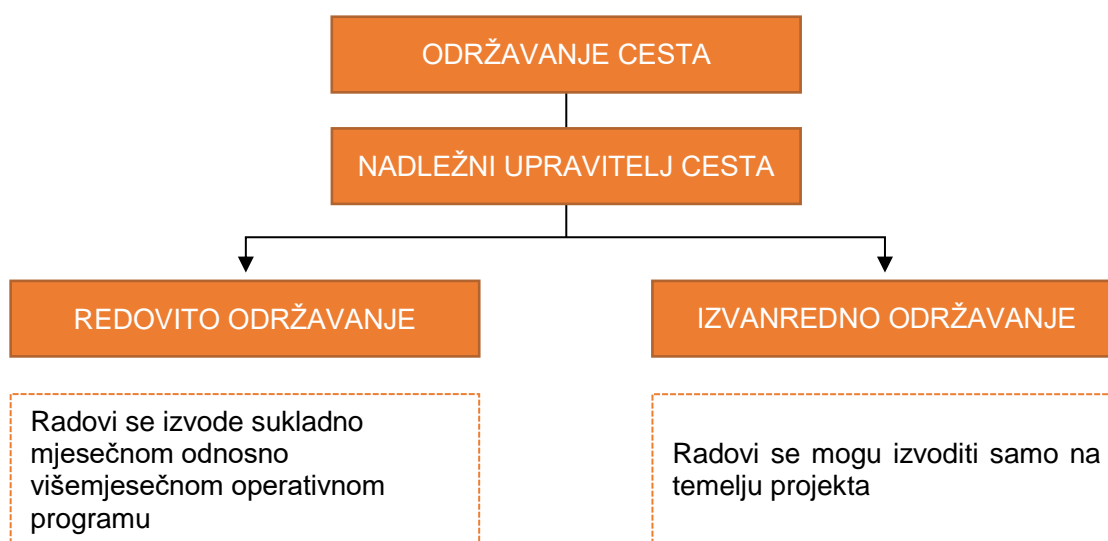 ODRŽAVANJE CESTA
NADLEŽNI UPRAVITELJ CESTA
REDOVITO ODRŽAVANJE
IZVANREDNO ODRŽAVANJE
Radovi se izvode sukladno
mjesečnom odnosno
višemjesečnom operativnom
programu
Radovi se mogu izvoditi samo na
temelju projekta